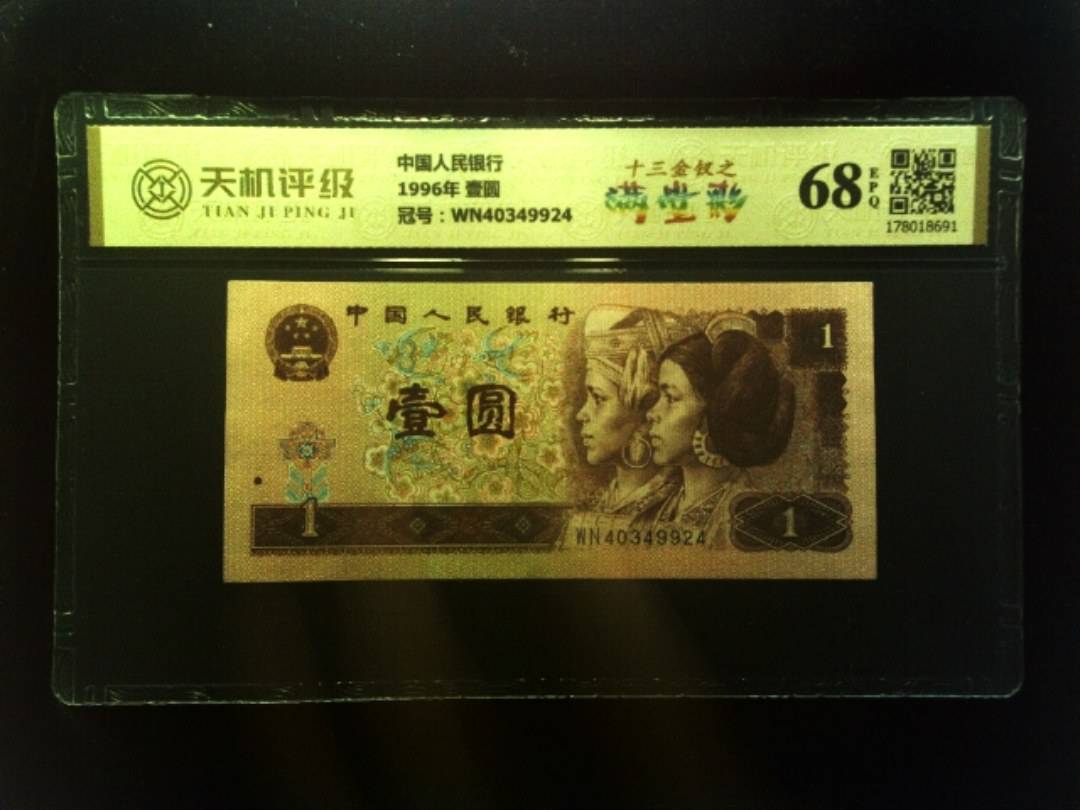 天机评级
TIAN JI PING JI
中国人民银行
1996年 壹圆
冠号：WN40349924
十三金钗之
满堂彩
68
EPQ
178018691
中国人民银行
壹圆
1
1
WN40349924
1